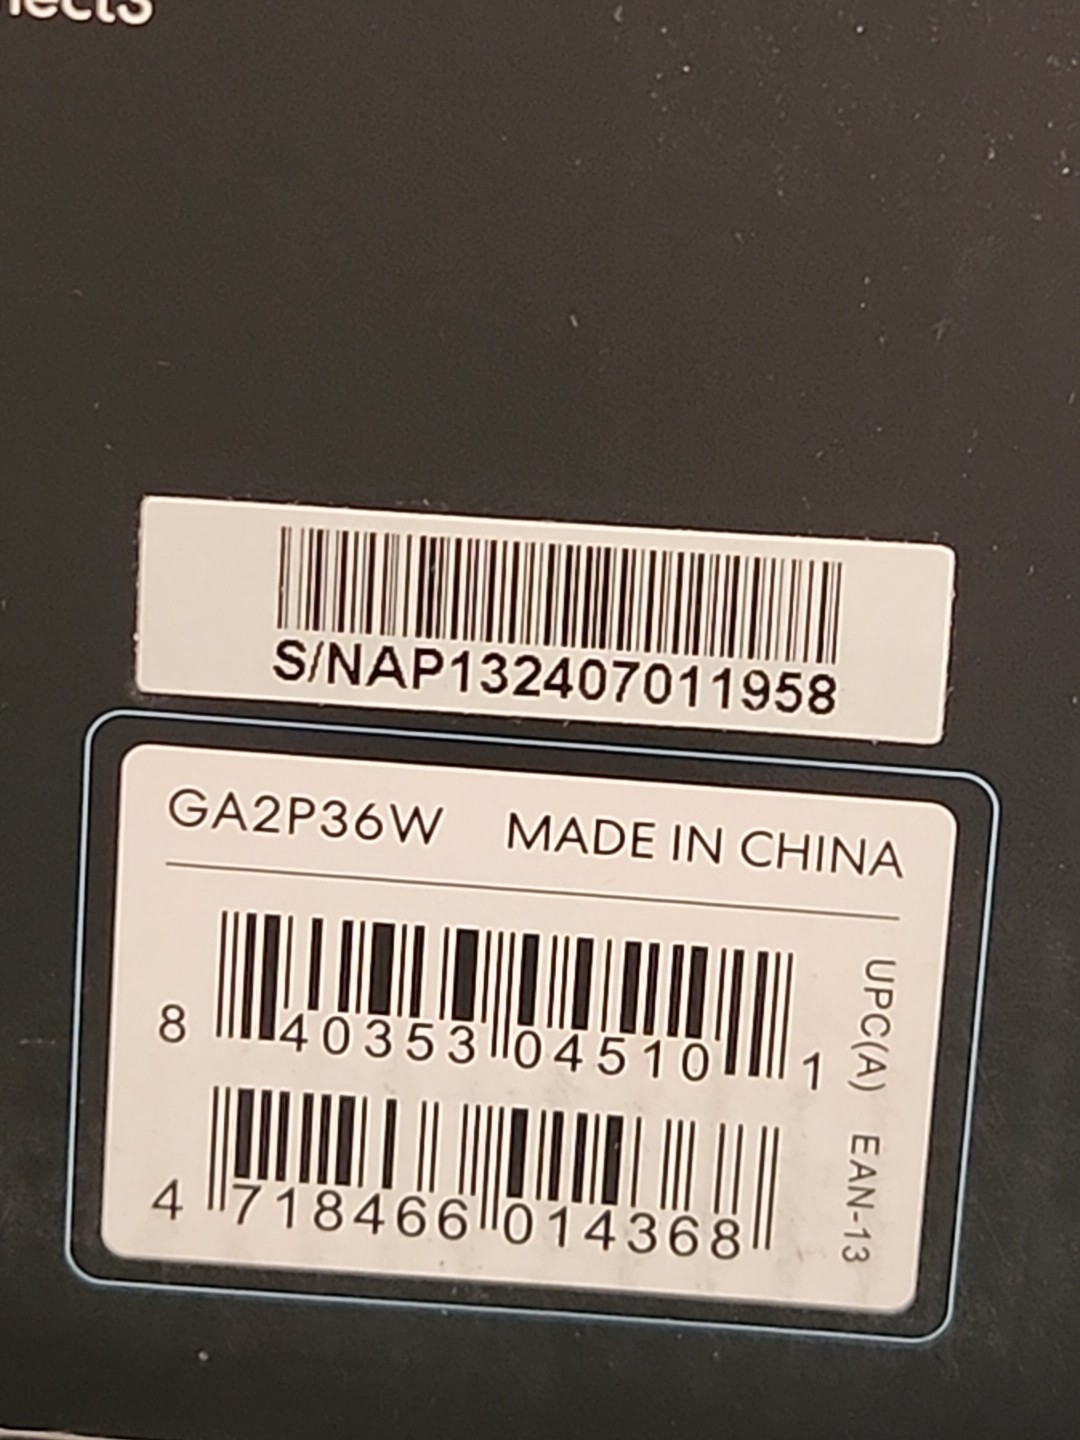 S/NAP132407011958
GA2P36W MADE IN CHINA
8 40353 04510 1
UPC(A)
4 718466 014368
EAN-13